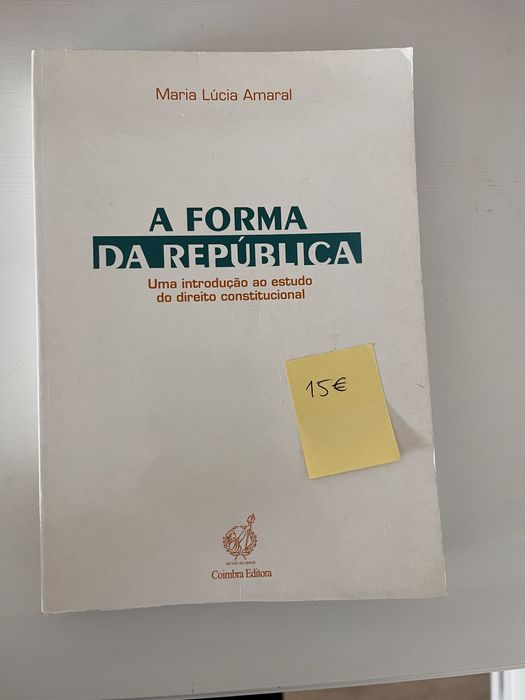 Maria Lúcia Amaral
A FORMA
DA REPÚBLICA
Uma introdução ao estudo
do direito constitucional
15€
Coimbra Editora